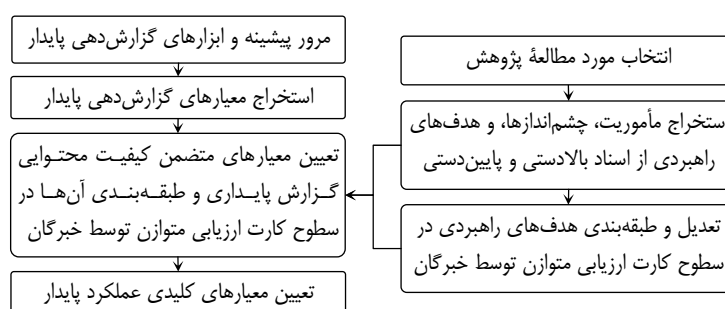 انتخاب مورد مطالعهٔ پژوهش
ستخراج مأموریت، چشم‌اندازها، و هدف‌های
راهبردی از اسناد بالادستی و پایین‌دستی
تعدیل و طبقه‌بندی هدف‌های راهبردی در
سطوح کارت ارزیابی متوازن توسط خبرگان
مرور پیشینه و ابزارهای گزارش‌دهی پایدار
استخراج معیارهای گزارش‌دهی پایدار
تعیین معیارهای متضمن کیفیت محتوایی
گزارش پایداری و طبقه‌بندی آن‌ها در
سطوح کارت ارزیابی متوازن توسط خبرگان
تعیین معیارهای کلیدی عملکرد پایدار